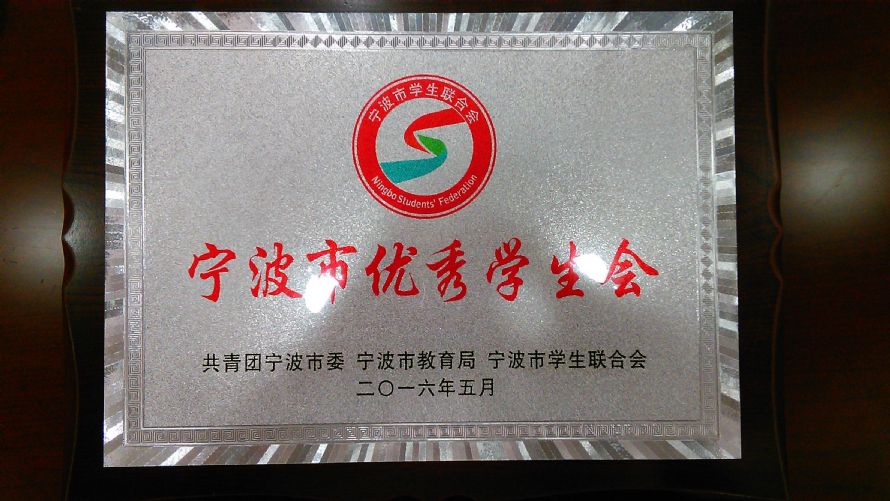 宁波市学生联合会
Ningbo Students' Federation
宁波市优秀学生会
共青团宁波市委 宁波市教育局 宁波市学生联合会
二〇一六年五月